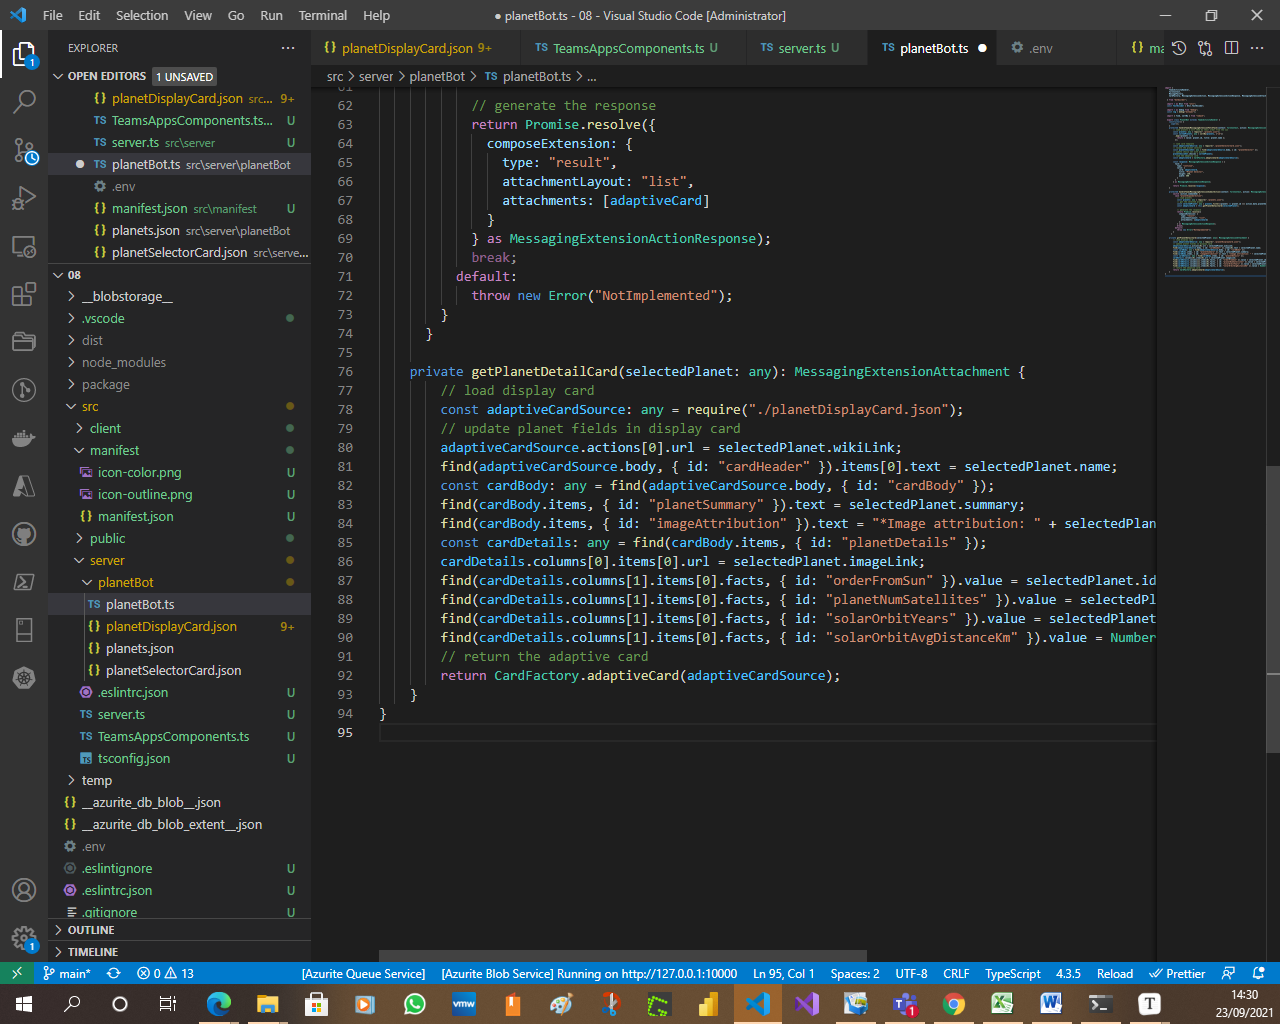 File Edit Selection View Go Run Terminal Help
● planetBot.ts - 08 - Visual Studio Code [Administrator]
EXPLORER
OPEN EDITORS 1 UNSAVED
planetDisplayCard.json src... 9+
TeamsAppsComponents.ts... U
server.ts src\server U
planetBot.ts src\server\planetBot
.env
manifest.json src\manifest U
planets.json src\server\planetBot
planetSelectorCard.json src\serve...
08
__blobstorage__
.vscode
dist
node_modules
package
src
client
manifest
icon-color.png U
icon-outline.png U
manifest.json U
public
server
planetBot
planetBot.ts
planetDisplayCard.json 9+
planets.json
planetSelectorCard.json
.eslintrc.json U
server.ts U
TeamsAppsComponents.ts U
tsconfig.json U
temp
__azurite_db_blob__.json
__azurite_db_blob_extent__.json
.env
.eslintignore U
.eslintrc.json U
.gitignore U
OUTLINE
TIMELINE
planetDisplayCard.json 9+ TeamsAppsComponents.ts U server.ts U planetBot.ts .env ma
src > server > planetBot > TS planetBot.ts > ...
61
62 // generate the response
63 return Promise.resolve({
64 composeExtension: {
65 type: "result",
66 attachmentLayout: "list",
67 attachments: [adaptiveCard]
68 }
69 } as MessagingExtensionActionResponse);
70 break;
71 default:
72 throw new Error("NotImplemented");
73 }
74 }
75
76 private getPlanetDetailCard(selectedPlanet: any): MessagingExtensionAttachment {
77 // load display card
78 const adaptiveCardSource: any = require("./planetDisplayCard.json");
79 // update planet fields in display card
80 adaptiveCardSource.actions[0].url = selectedPlanet.wikiLink;
81 find(adaptiveCardSource.body, { id: "cardHeader" }).items[0].text = selectedPlanet.name;
82 const cardBody: any = find(adaptiveCardSource.body, { id: "cardBody" });
83 find(cardBody.items, { id: "planetSummary" }).text = selectedPlanet.summary;
84 find(cardBody.items, { id: "imageAttribution" }).text = "*Image attribution: " + selectedPlan
85 const cardDetails: any = find(cardBody.items, { id: "planetDetails" });
86 cardDetails.columns[0].items[0].url = selectedPlanet.imageLink;
87 find(cardDetails.columns[1].items[0].facts, { id: "orderFromSun" }).value = selectedPlanet.id
88 find(cardDetails.columns[1].items[0].facts, { id: "planetNumSatellites" }).value = selectedPl
89 find(cardDetails.columns[1].items[0].facts, { id: "solarOrbitYears" }).value = selectedPlanet
90 find(cardDetails.columns[1].items[0].facts, { id: "solarOrbitAvgDistanceKm" }).value = Number
91 // return the adaptive card
92 return CardFactory.adaptiveCard(adaptiveCardSource);
93 }
94 }
95
main* 0 13 [Azurite Queue Service] [Azurite Blob Service] Running on http://127.0.0.1:10000 Ln 95, Col 1 Spaces: 2 UTF-8 CRLF TypeScript 4.3.5 Reload Prettier
14:30
23/09/2021